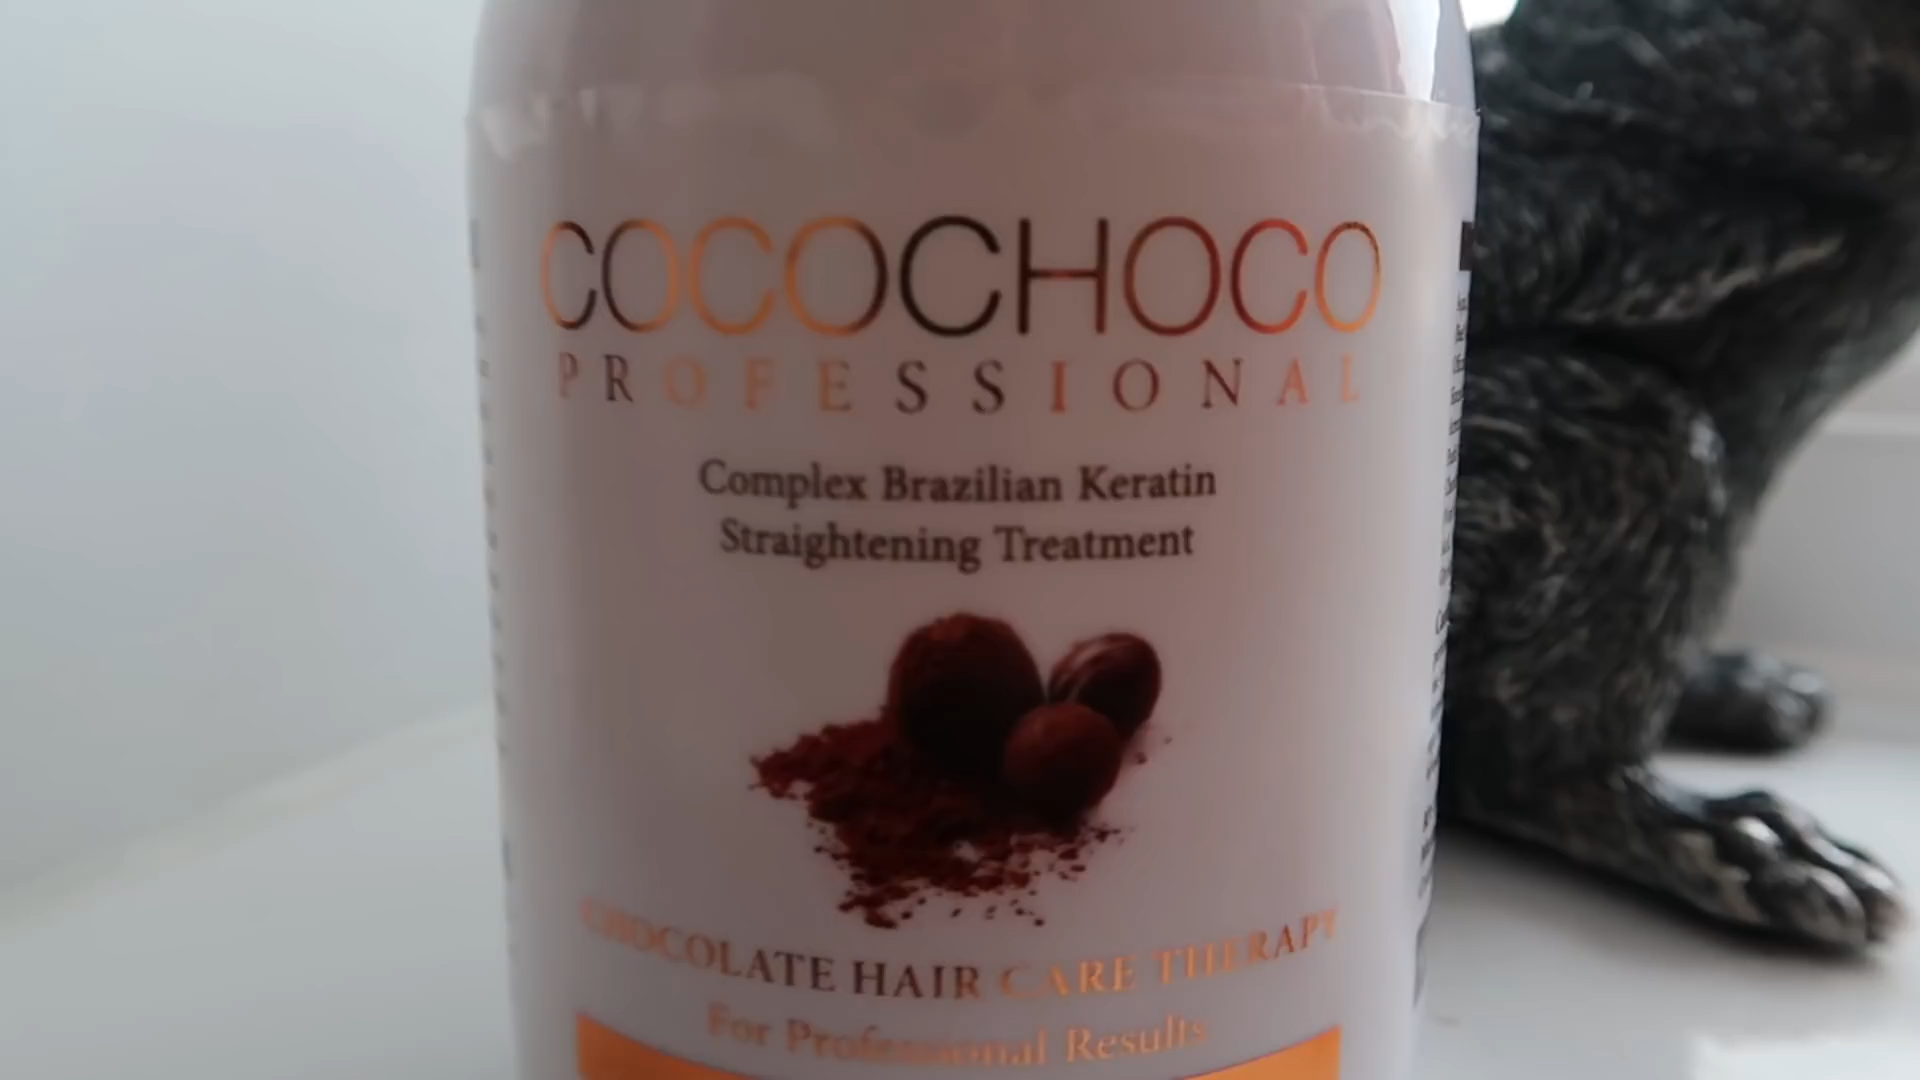 COCOCHOCO
PROFESSIONAL
Complex Brazilian Keratin
Straightening Treatment
CHOCOLATE HAIR CARE THERAPY
For Professional Results